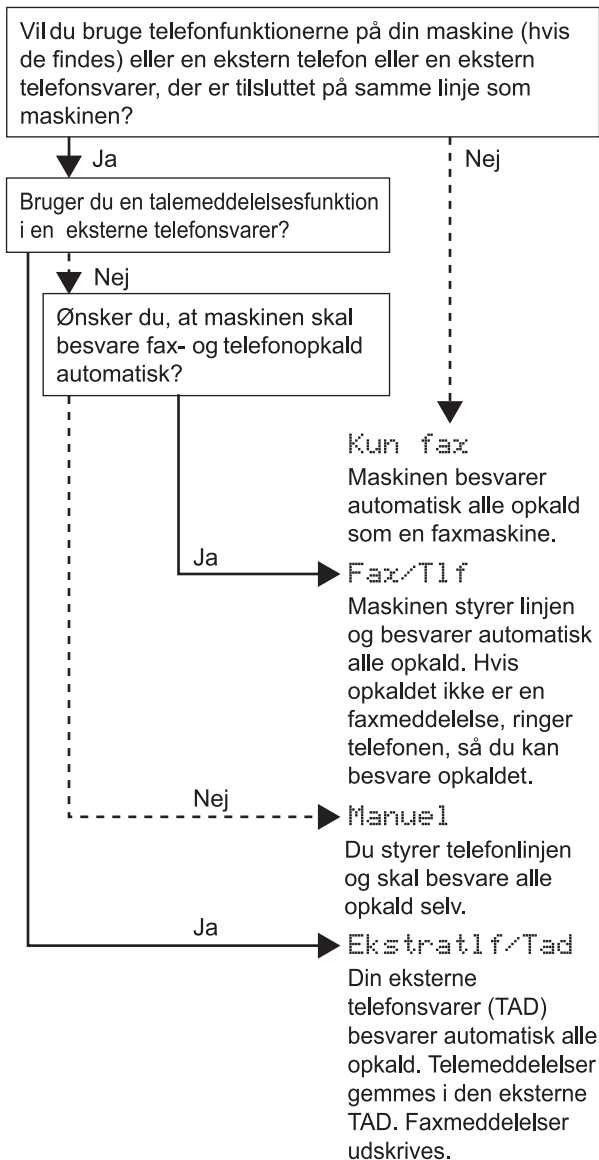 Vil du bruge telefonfunktionerne på din maskine (hvis
de findes) eller en ekstern telefon eller en ekstern
telefonsvarer, der er tilsluttet på samme linje som
maskinen?
Ja
Nej
Bruger du en talemeddelelsesfunktion
i en eksterne telefonsvarer?
Nej
Ønsker du, at maskinen skal
besvare fax- og telefonopkald
automatisk?
Kun fax
Maskinen besvarer
automatisk alle opkald
som en faxmaskine.
Ja
Fax/Tlf
Maskinen styrer linjen
og besvarer automatisk
alle opkald. Hvis
opkaldet ikke er en
faxmeddelelse, ringer
telefonen, så du kan
besvare opkaldet.
Nej
Manuel
Du styrer telefonlinjen
og skal besvare alle
opkald selv.
Ja
Ekstratlf/Tad
Din eksterne
telefonsvarer (TAD)
besvarer automatisk alle
opkald. Telemeddelelser
gemmes i den eksterne
TAD. Faxmeddelelser
udskrives.